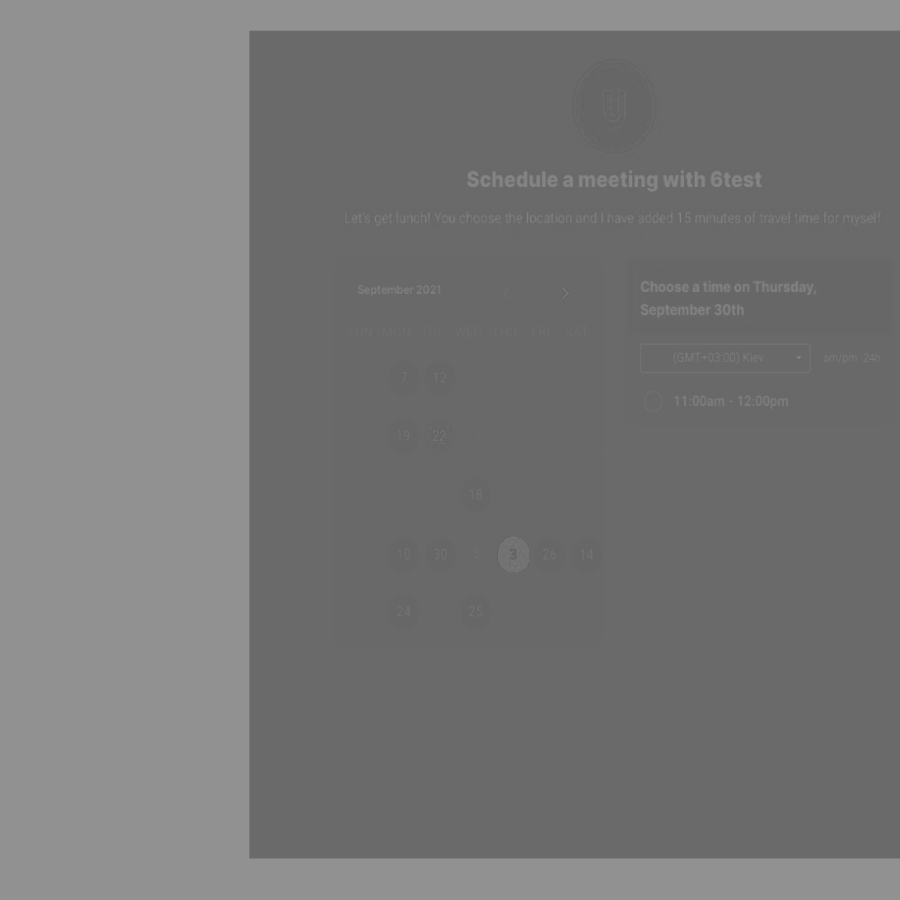 Schedule a meeting with 6test
Let's get lunch! You choose the location and I have added 15 minutes of travel time for myself
September 2021
SUN MON TUE WED THU FRI SAT
7 12
19 22
18
10 30 3 26 14
24 25
Choose a time on Thursday,
September 30th
(GMT+03:00) Kiev am/pm 24h
11:00am - 12:00pm